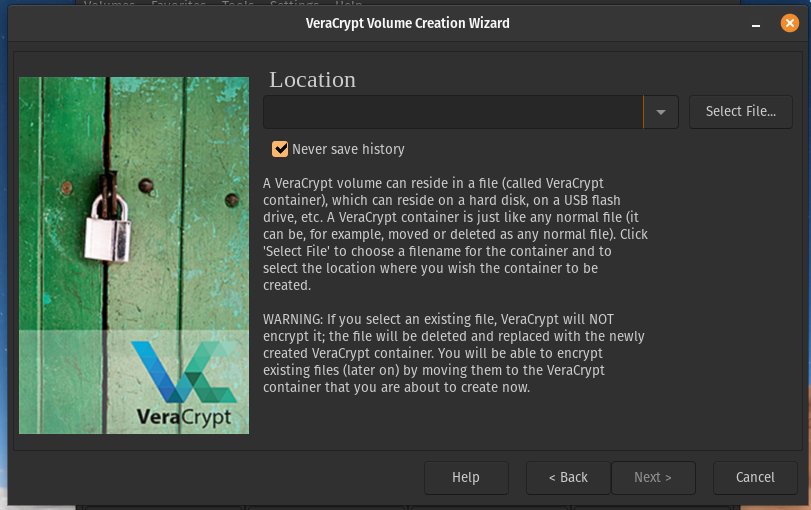 Volumes Favorites Tools Settings Help
VeraCrypt Volume Creation Wizard
Location
Select File...
Never save history
A VeraCrypt volume can reside in a file (called VeraCrypt
container), which can reside on a hard disk, on a USB flash
drive, etc. A VeraCrypt container is just like any normal file (it
can be, for example, moved or deleted as any normal file). Click
'Select File' to choose a filename for the container and to
select the location where you wish the container to be
created.
WARNING: If you select an existing file, VeraCrypt will NOT
encrypt it; the file will be deleted and replaced with the newly
created VeraCrypt container. You will be able to encrypt
existing files (later on) by moving them to the VeraCrypt
container that you are about to create now.
VeraCrypt
Help
< Back
Next >
Cancel